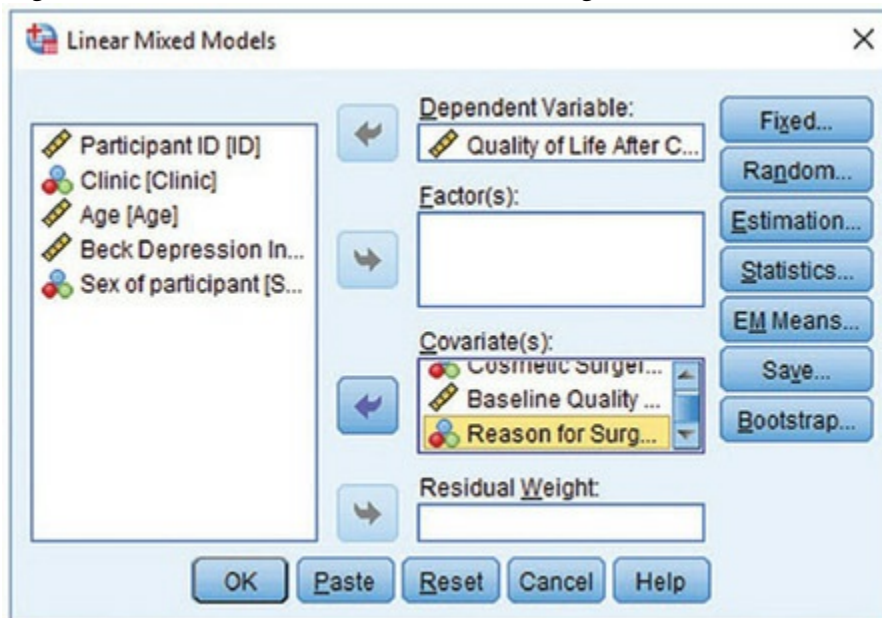 Linear Mixed Models
Participant ID [ID]
Clinic [Clinic]
Age [Age]
Beck Depression In...
Sex of participant [S...
Dependent Variable:
Quality of Life After C...
Factor(s):
Covariate(s):
Cosmetic Surger...
Baseline Quality ...
Reason for Surg...
Residual Weight:
Fixed...
Random...
Estimation...
Statistics...
EM Means...
Save...
Bootstrap...
OK Paste Reset Cancel Help